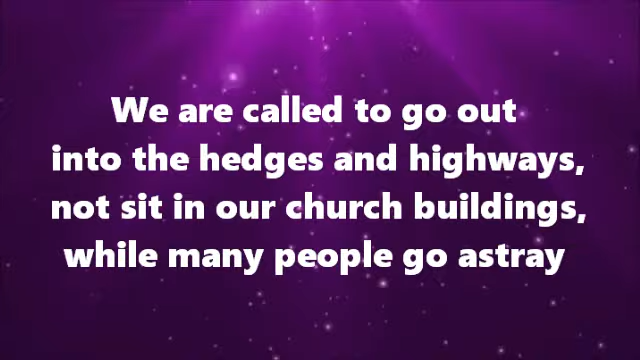 We are called to go out
into the hedges and highways,
not sit in our church buildings,
while many people go astray